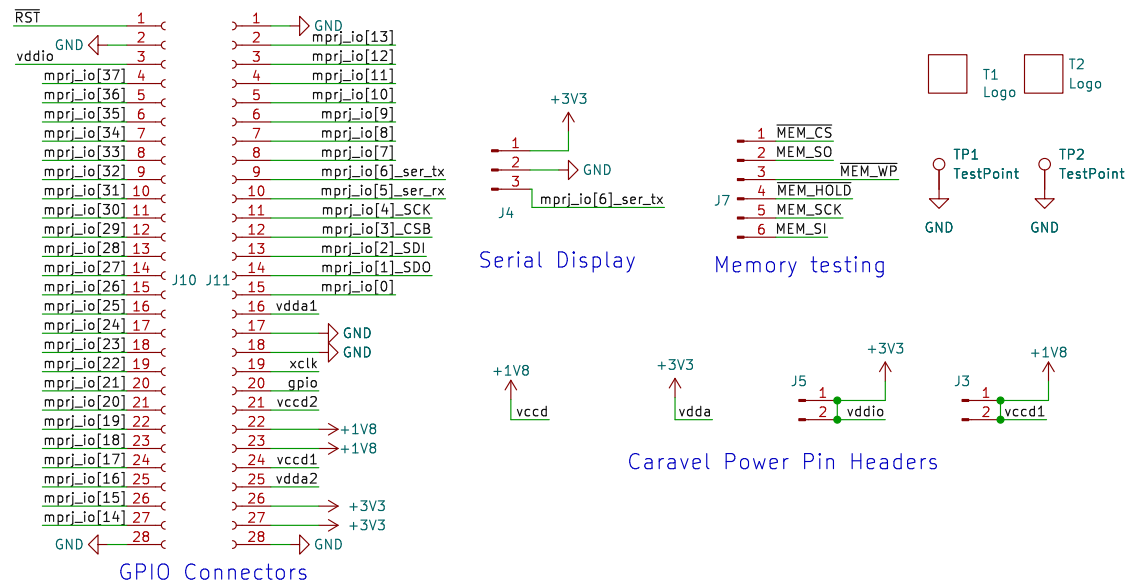 RST 1
GND 2
vddio 3
mprj_io[37] 4
mprj_io[36] 5
mprj_io[35] 6
mprj_io[34] 7
mprj_io[33] 8
mprj_io[32] 9
mprj_io[31] 10
mprj_io[30] 11
mprj_io[29] 12
mprj_io[28] 13
mprj_io[27] 14
mprj_io[26] 15
mprj_io[25] 16
mprj_io[24] 17
mprj_io[23] 18
mprj_io[22] 19
mprj_io[21] 20
mprj_io[20] 21
mprj_io[19] 22
mprj_io[18] 23
mprj_io[17] 24
mprj_io[16] 25
mprj_io[15] 26
mprj_io[14] 27
GND 28
J10
J11
1 GND
2 mprj_io[13]
3 mprj_io[12]
4 mprj_io[11]
5 mprj_io[10]
6 mprj_io[9]
7 mprj_io[8]
8 mprj_io[7]
9 mprj_io[6]_ser_tx
10 mprj_io[5]_ser_rx
11 mprj_io[4]_SCK
12 mprj_io[3]_CSB
13 mprj_io[2]_SDI
14 mprj_io[1]_SDO
15 mprj_io[0]
16 vdda1
17 GND
18 GND
19 xclk
20 gpio
21 vccd2
22 +1V8
23 +1V8
24 vccd1
25 vdda2
26 +3V3
27 +3V3
28 GND
GPIO Connectors
+3V3
1
2 GND
3
J4 mprj_io[6]_ser_tx
Serial Display
1 MEM_CS
2 MEM_SO
3 MEM_WP
4 MEM_HOLD
J7
5 MEM_SCK
6 MEM_SI
Memory testing
T1
Logo
T2
Logo
TP1
TestPoint
GND
TP2
TestPoint
GND
+1V8
vccd
+3V3
vdda
+3V3
J5
1
2 vddio
+1V8
J3
1
2 vccd1
Caravel Power Pin Headers